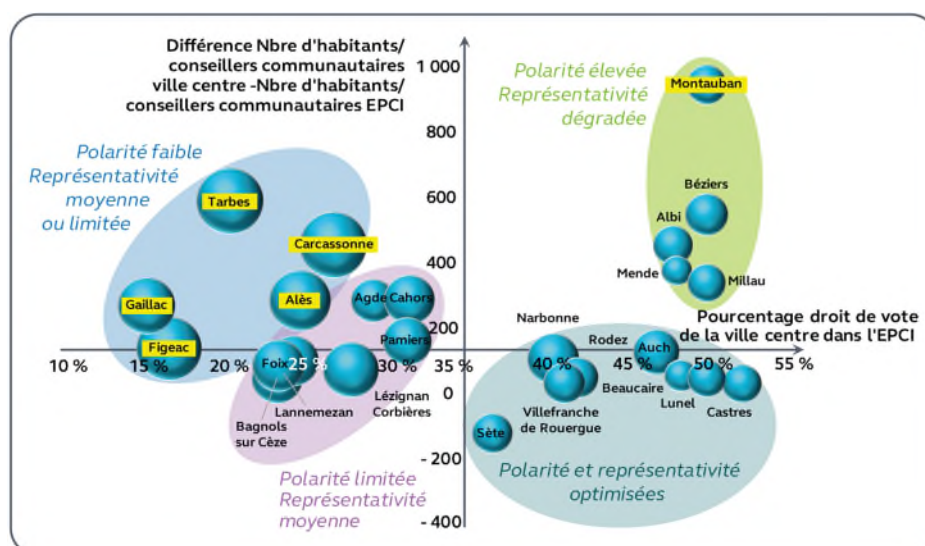 Différence Nbre d'habitants/
conseillers communautaires
ville centre -Nbre d'habitants/
conseillers communautaires EPCI
1 000
800
600
400
200
0
- 200
- 400
Polarité élevée
Représentativité
dégradée
Montauban
Béziers
Albi
Mende
Millau
Polarité faible
Représentativité
moyenne
ou limitée
Tarbes
Carcassonne
Gaillac
Alès
Figeac
Agde
Cahors
Pamiers
Foix
Lannemezan
Bagnols
sur Cèze
Lézignan
Corbières
Polarité limitée
Représentativité
moyenne
Pourcentage droit de vote
de la ville centre dans l'EPCI
10 %
15 %
20 %
25 %
30 %
35 %
40 %
45 %
50 %
55 %
Narbonne
Rodez
Auch
Beaucaire
Lunel
Castres
Villefranche
de Rouergue
Sète
Polarité et représentativité
optimisées